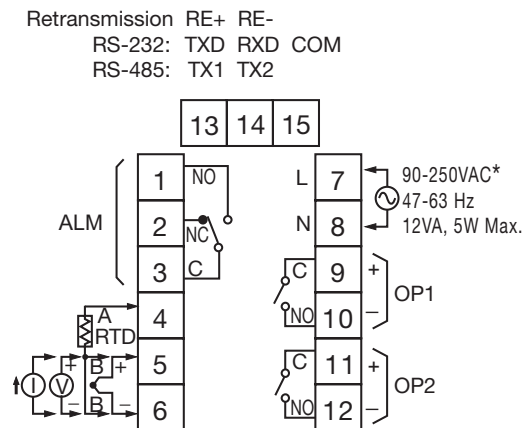 Retransmission RE+ RE-
RS-232: TXD RXD COM
RS-485: TX1 TX2
13 14 15
1 NO
2 NC
3 C
ALM
4 A
RTD
5 + B +
6 - B -
I V
L 7
N 8
90-250VAC*
47-63 Hz
12VA, 5W Max.
C 9 +
NO 10 –
OP1
C 11 +
NO 12 –
OP2